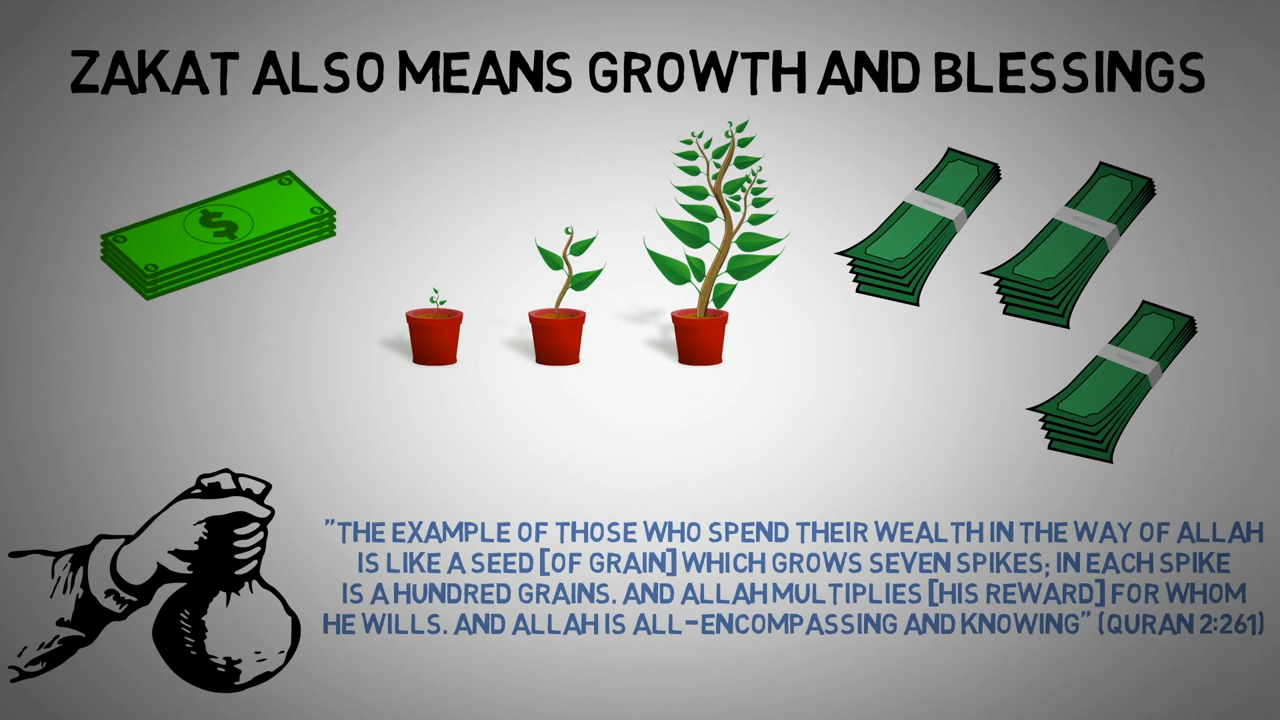 ZAKAT ALSO MEANS GROWTH AND BLESSINGS
"THE EXAMPLE OF THOSE WHO SPEND THEIR WEALTH IN THE WAY OF ALLAH
IS LIKE A SEED [OF GRAIN] WHICH GROWS SEVEN SPIKES; IN EACH SPIKE
IS A HUNDRED GRAINS. AND ALLAH MULTIPLIES [HIS REWARD] FOR WHOM
HE WILLS. AND ALLAH IS ALL-ENCOMPASSING AND KNOWING" (QURAN 2:261)